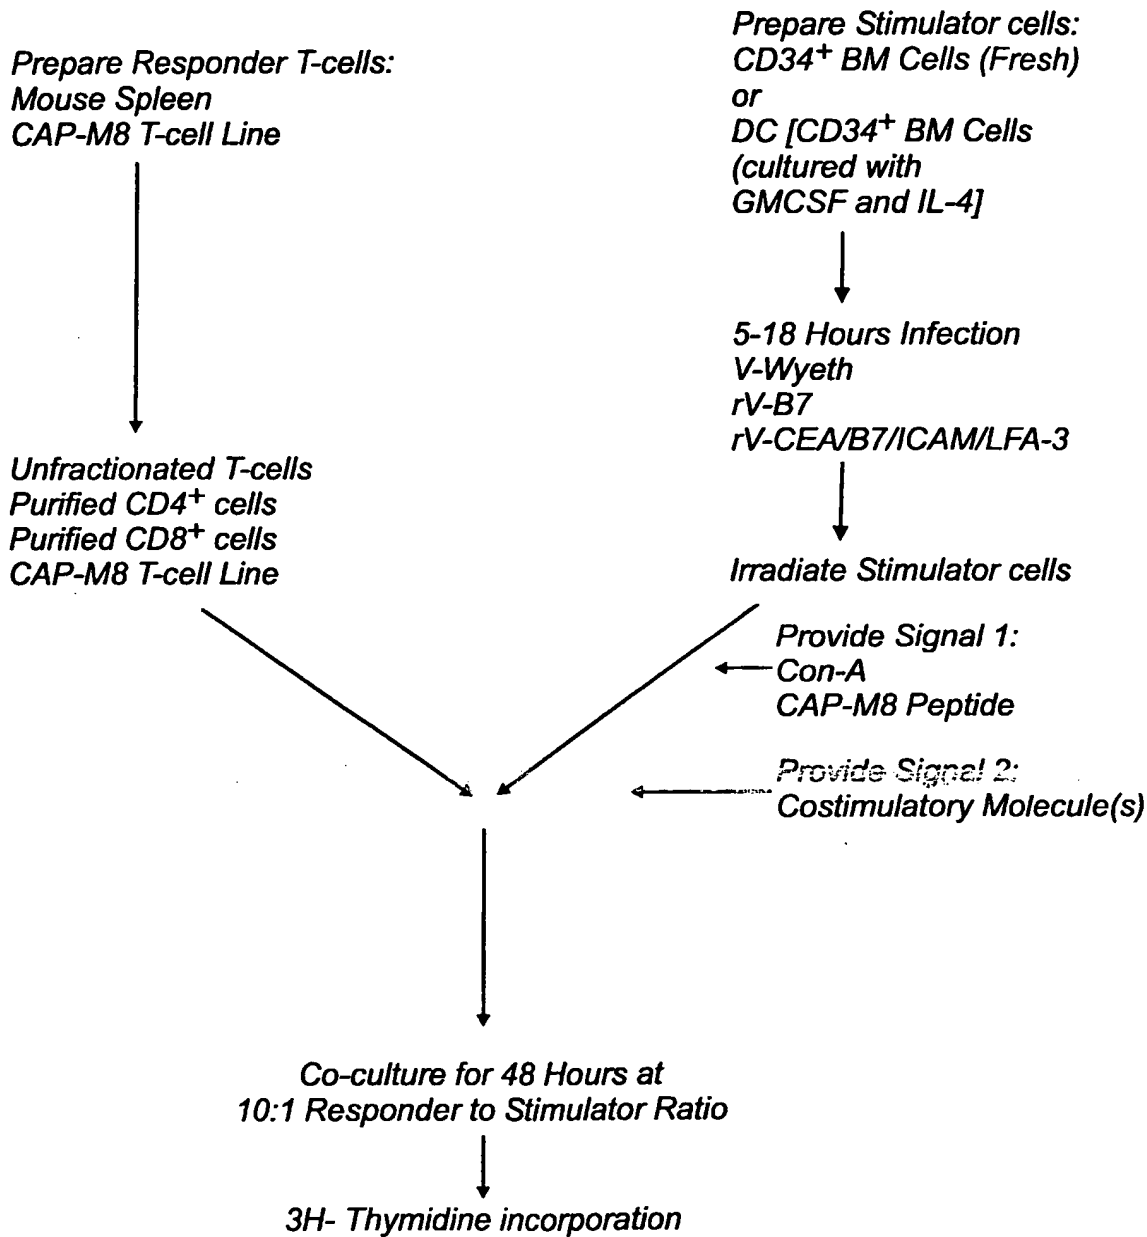 Prepare Responder T-cells:
Mouse Spleen
CAP-M8 T-cell Line
Prepare Stimulator cells:
CD34+ BM Cells (Fresh)
or
DC [CD34+ BM Cells
(cultured with
GMCSF and IL-4]
5-18 Hours Infection
V-Wyeth
rV-B7
rV-CEA/B7/ICAM/LFA-3
Unfractionated T-cells
Purified CD4+ cells
Purified CD8+ cells
CAP-M8 T-cell Line
Irradiate Stimulator cells
Provide Signal 1:
Con-A
CAP-M8 Peptide
Provide Signal 2:
Costimulatory Molecule(s)
Co-culture for 48 Hours at
10:1 Responder to Stimulator Ratio
3H- Thymidine incorporation